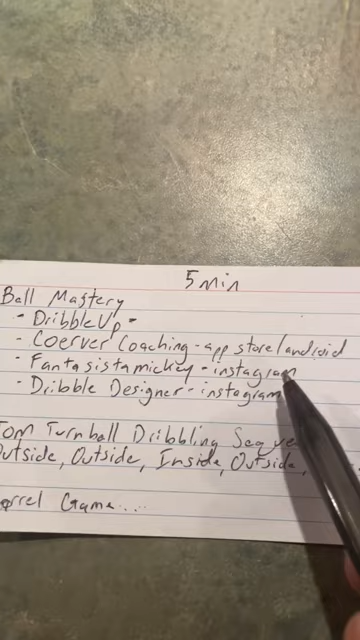 5 min
Ball Mastery
- DribbleUp -
- Coerver Coaching - app store/android
- Fantasistamickey - instagram
- Dribble Designer - instagram
Tom Turnball Dribbling
Outside, Outside, Inside, Outside,
Game...